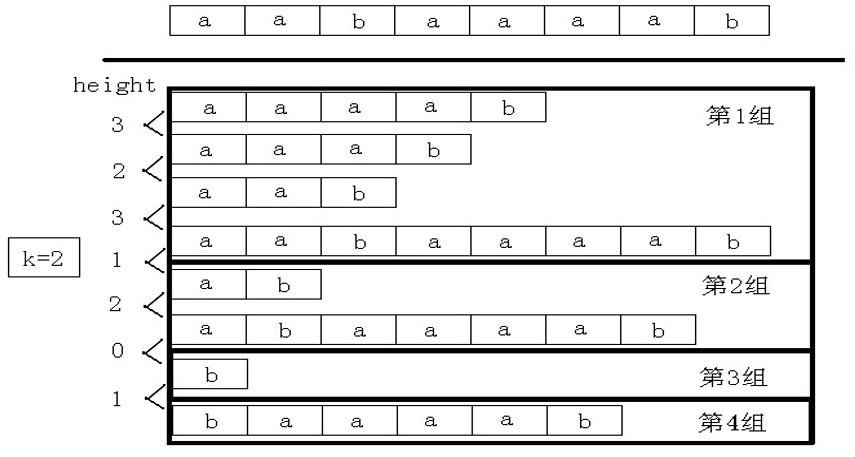 a a b a a a a b
height
a a a a b 第1组
3
a a a b
2
a a b
3
a a b a a a a b
k=2
1
a b 第2组
2
a b a a a a b
0
b 第3组
1
b a a a a b 第4组